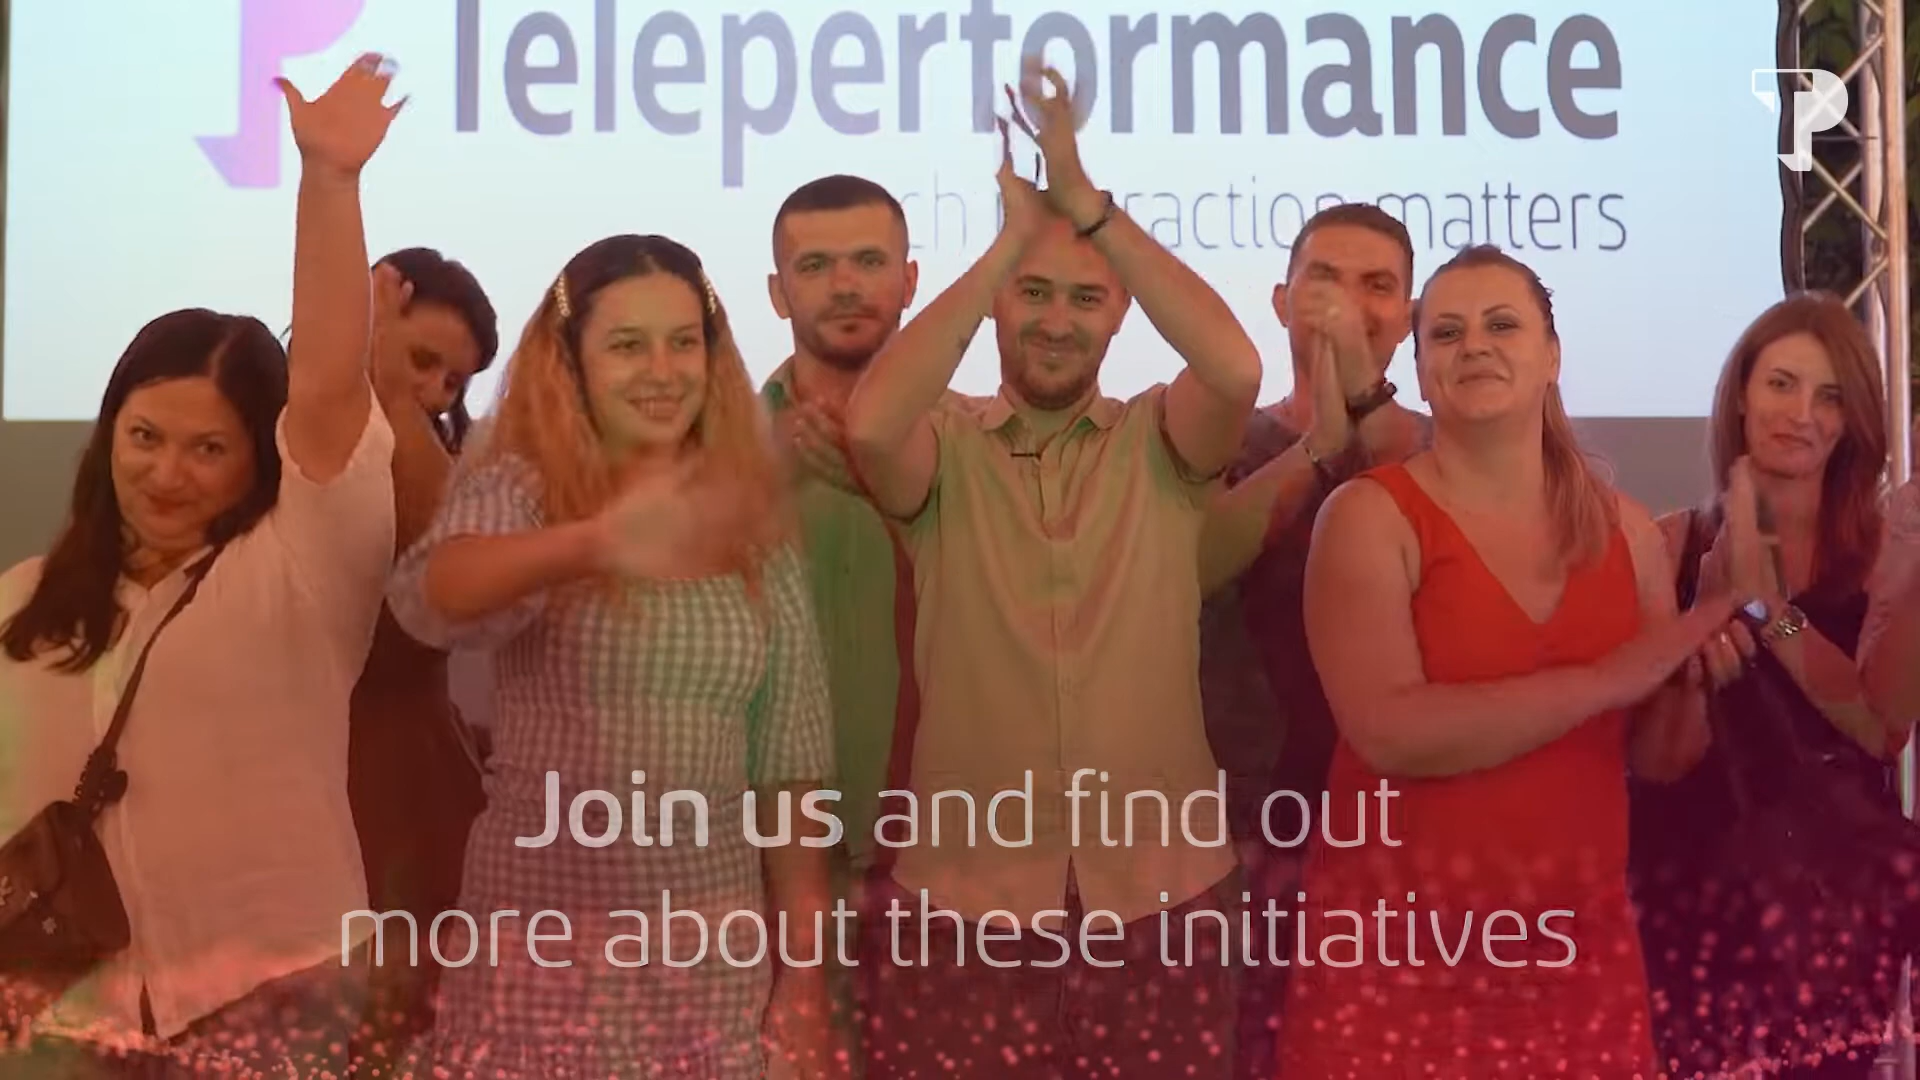 Teleperformance
matters
Join us and find out
more about these initiatives